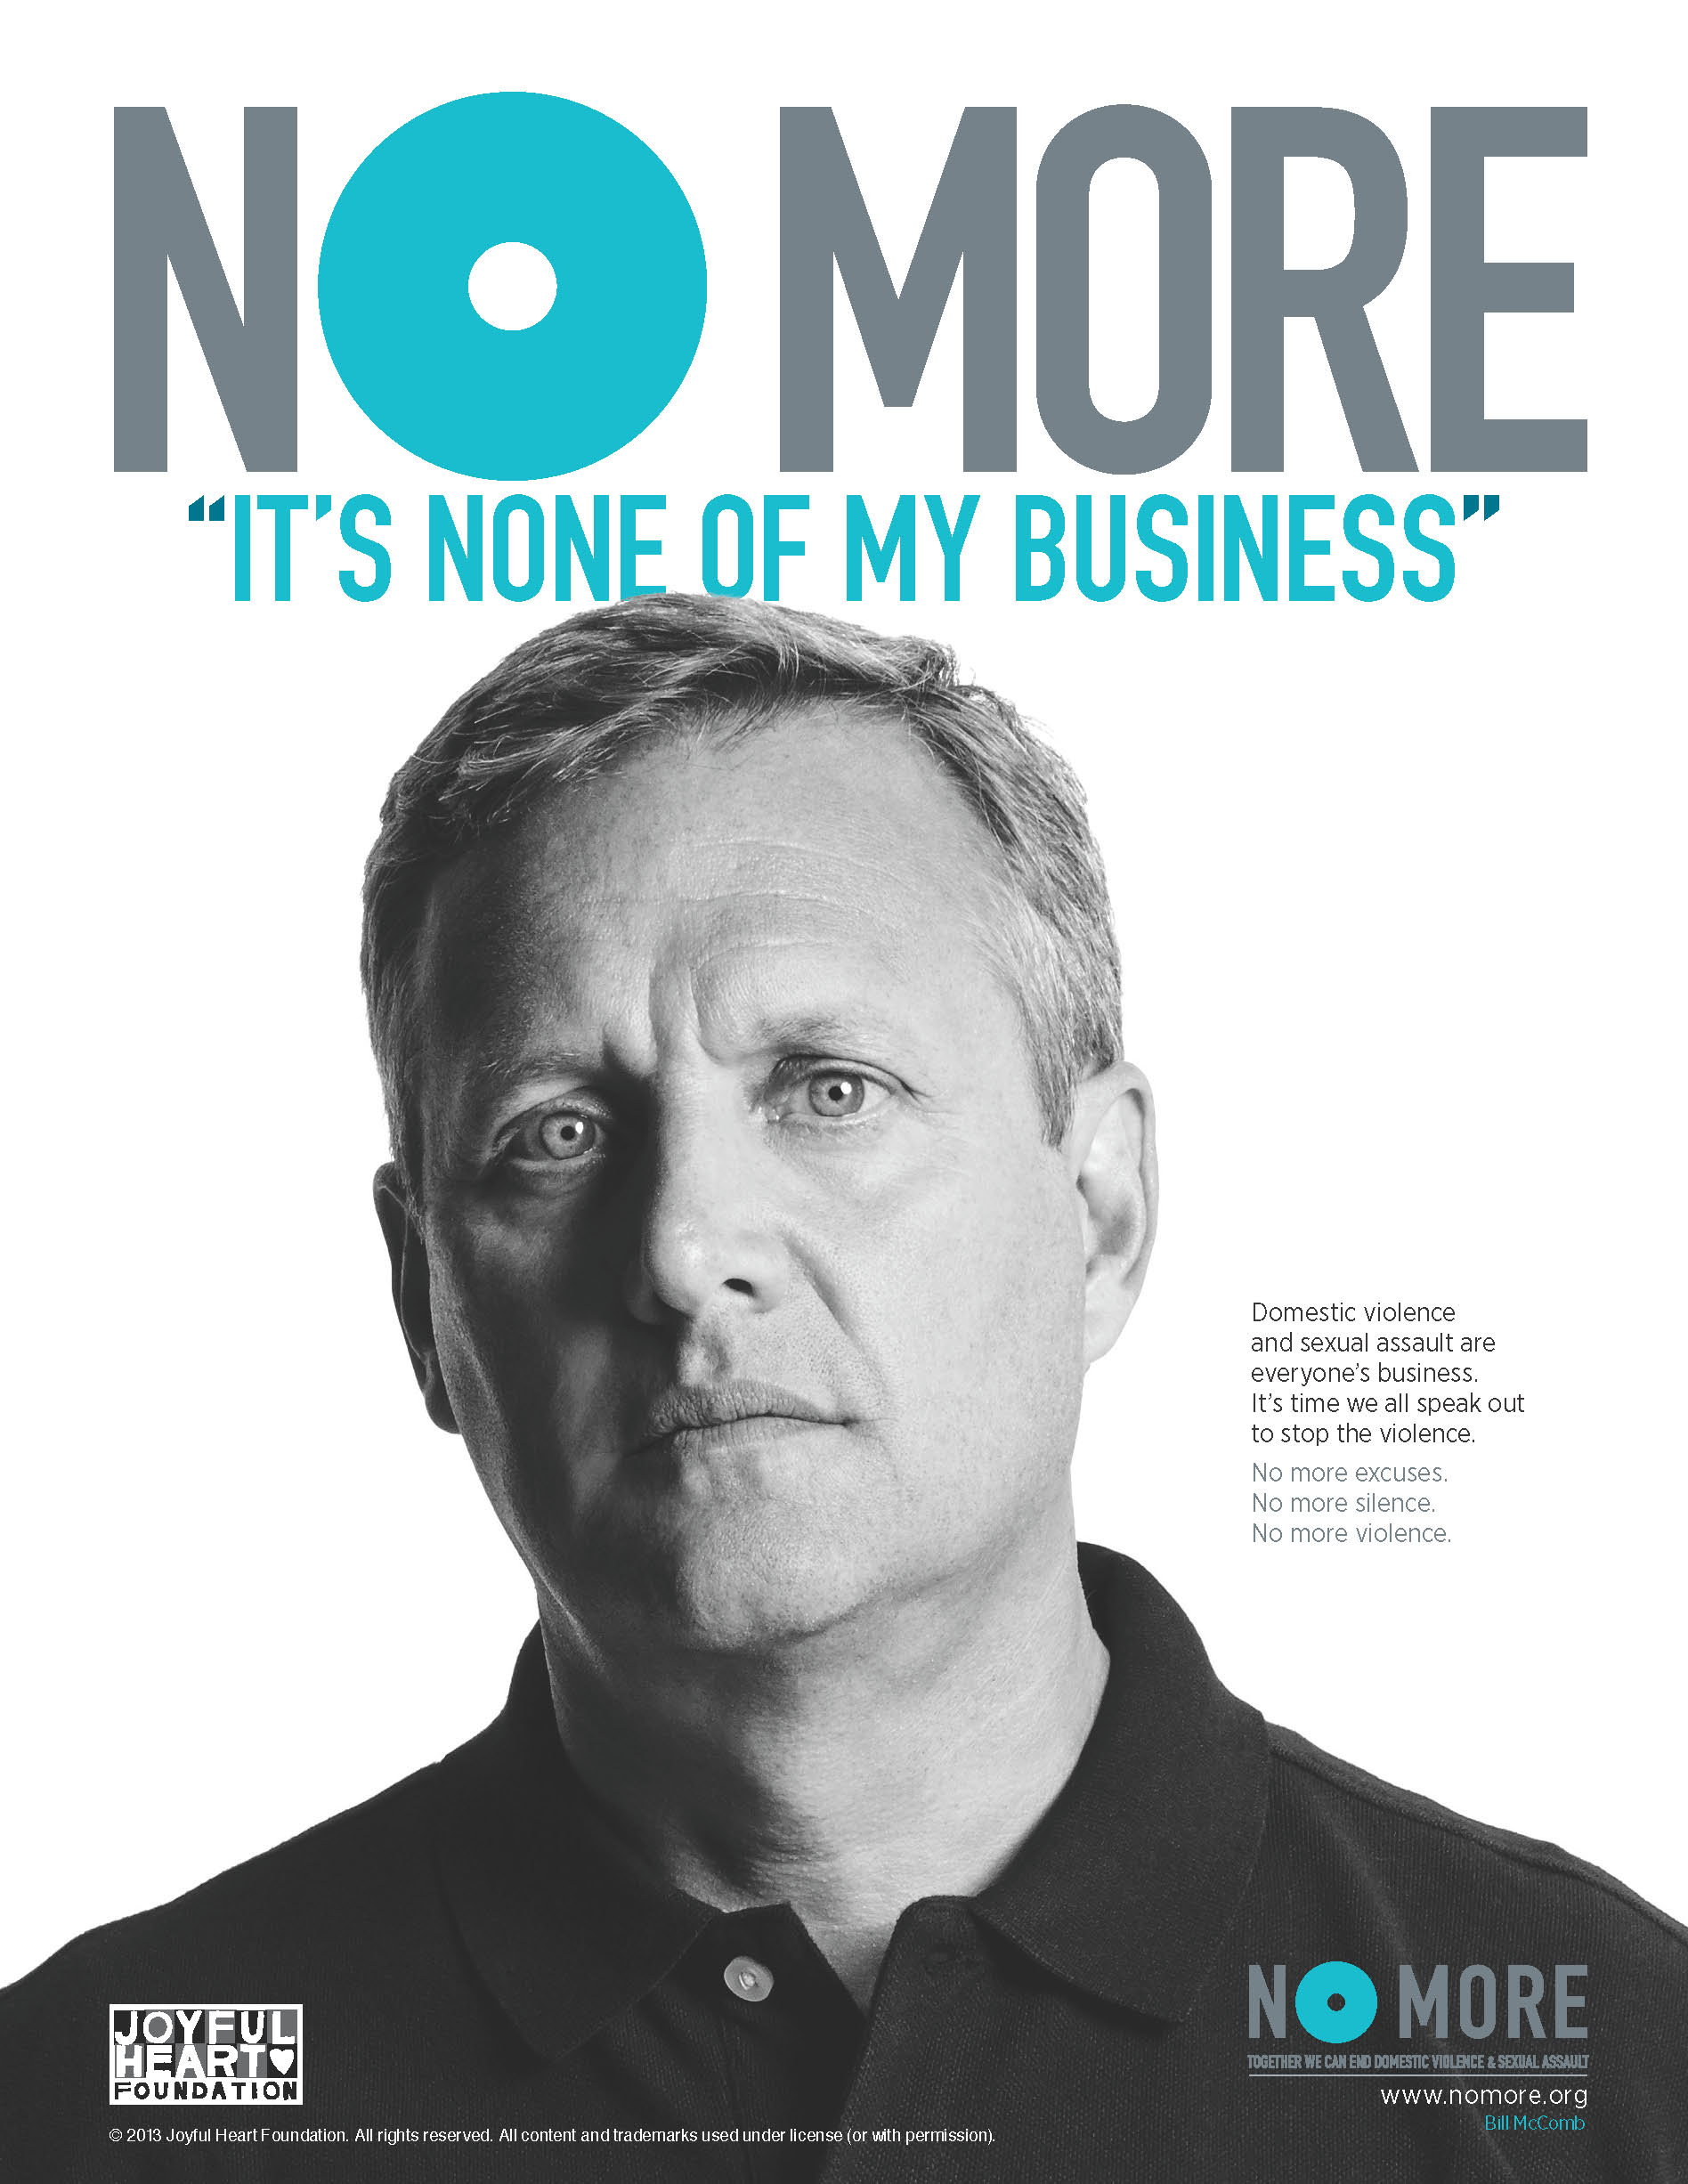 NO MORE
“IT’S NONE OF MY BUSINESS”
Domestic violence
and sexual assault are
everyone’s business.
It’s time we all speak out
to stop the violence.
No more excuses.
No more silence.
No more violence.
JOYFUL
HEART
FOUNDATION
© 2013 Joyful Heart Foundation. All rights reserved. All content and trademarks used under license (or with permission).
NO MORE
TOGETHER WE CAN END DOMESTIC VIOLENCE & SEXUAL ASSAULT
www.nomore.org
Bill McComb